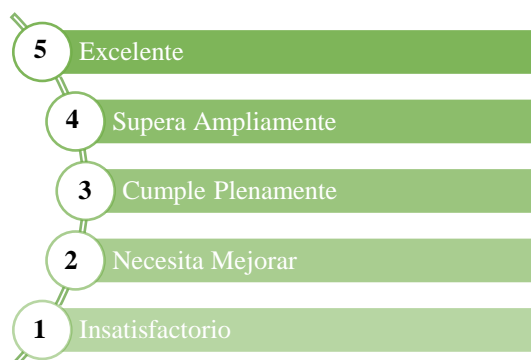 5 Excelente
4 Supera Ampliamente
3 Cumple Plenamente
2 Necesita Mejorar
1 Insatisfactorio